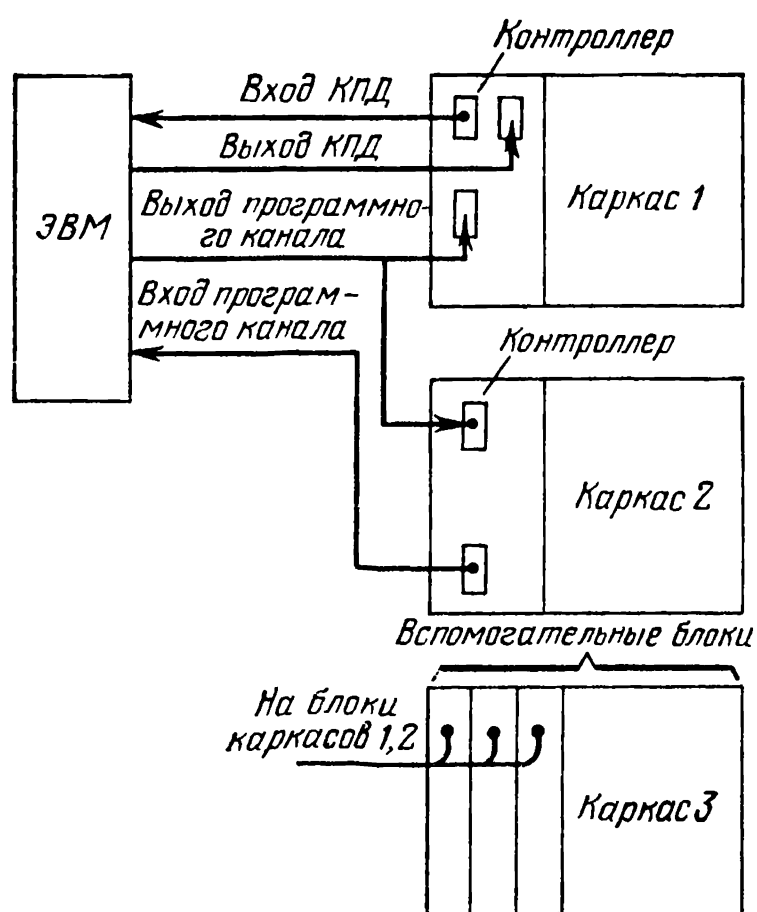 Контроллер
Вход КПД
Выход КПД
ЭВМ
Выход программно-
го канала
Каркас 1
Вход програм-
много канала
Контроллер
Каркас 2
Вспомогательные блоки
На блоки
каркасов 1,2
Каркас 3